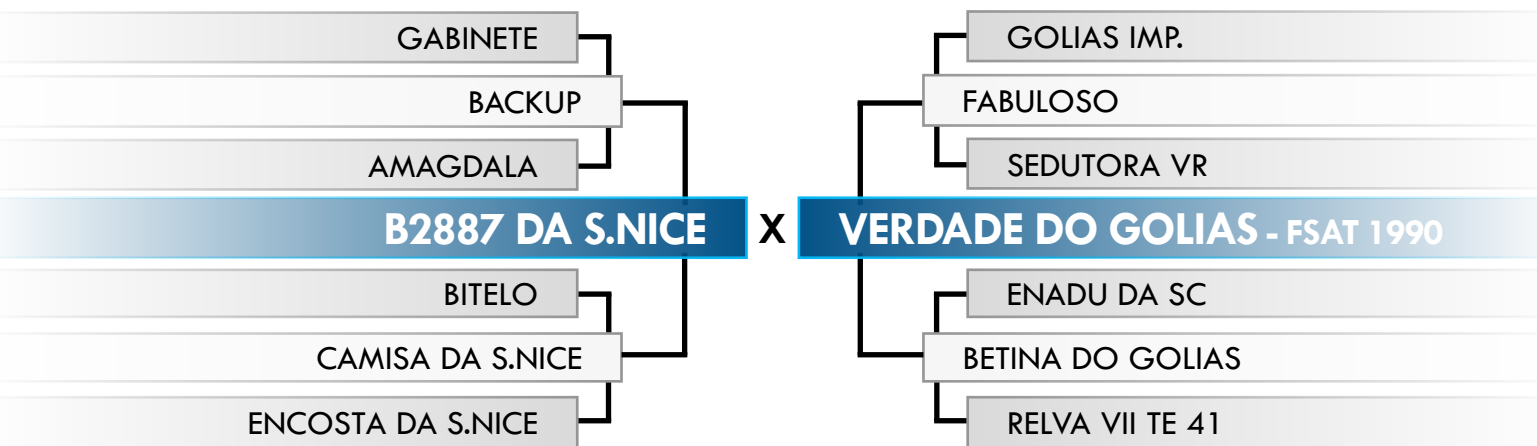 GABINETE
BACKUP
AMAGDALA
B2887 DA S.NICE
BITELO
CAMISA DA S.NICE
ENCOSTA DA S.NICE
X
GOLIAS IMP.
FABULOSO
SEDUTORA VR
VERDADE DO GOLIAS - FSAT 1990
ENADU DA SC
BETINA DO GOLIAS
RELVA VII TE 41